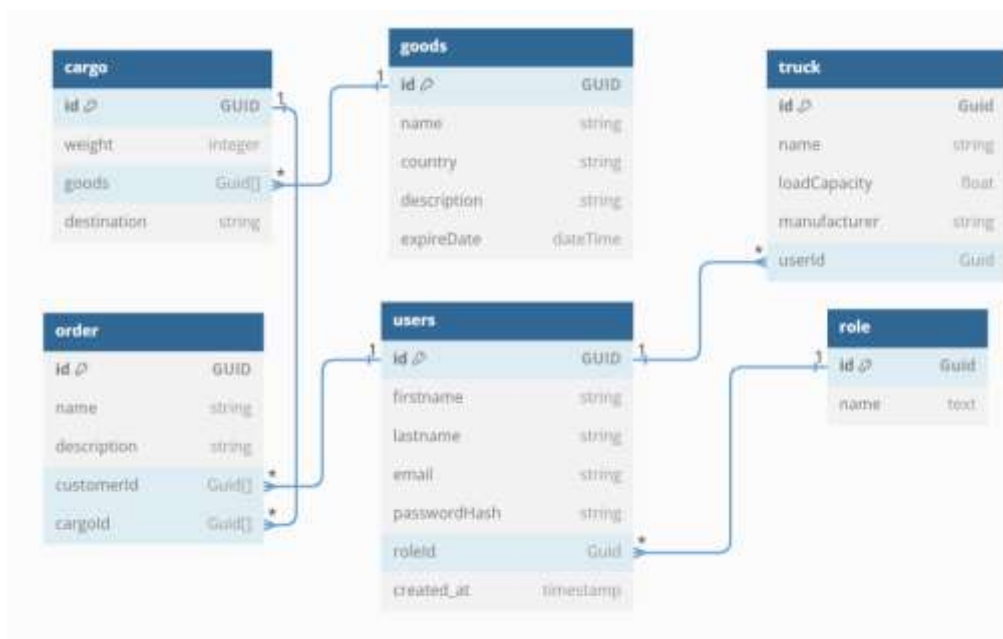 cargo
id GUID
weight integer
goods Guid[]
destination string
goods
id GUID
name string
country string
description string
expireDate dateTime
truck
id Guid
name string
loadCapacity float
manufacturer string
userId Guid
order
id GUID
name string
description string
customerId Guid[]
cargoId Guid[]
users
id GUID
firstname string
lastname string
email string
passwordHash string
roleId Guid
created_at timestamp
role
id Guid
name text
1
*
1
1
*
*
1
*
1
*